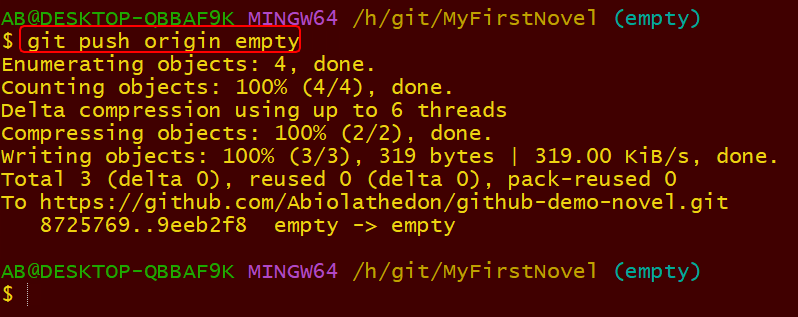 AB@DESKTOP-QBBAF9K MINGW64 /h/git/MyFirstNovel (empty)
$ git push origin empty
Enumerating objects: 4, done.
Counting objects: 100% (4/4), done.
Delta compression using up to 6 threads
Compressing objects: 100% (2/2), done.
Writing objects: 100% (3/3), 319 bytes | 319.00 KiB/s, done.
Total 3 (delta 0), reused 0 (delta 0), pack-reused 0
To https://github.com/Abiolathedon/github-demo-novel.git
   8725769..9eeb2f8  empty -> empty
AB@DESKTOP-QBBAF9K MINGW64 /h/git/MyFirstNovel (empty)
$